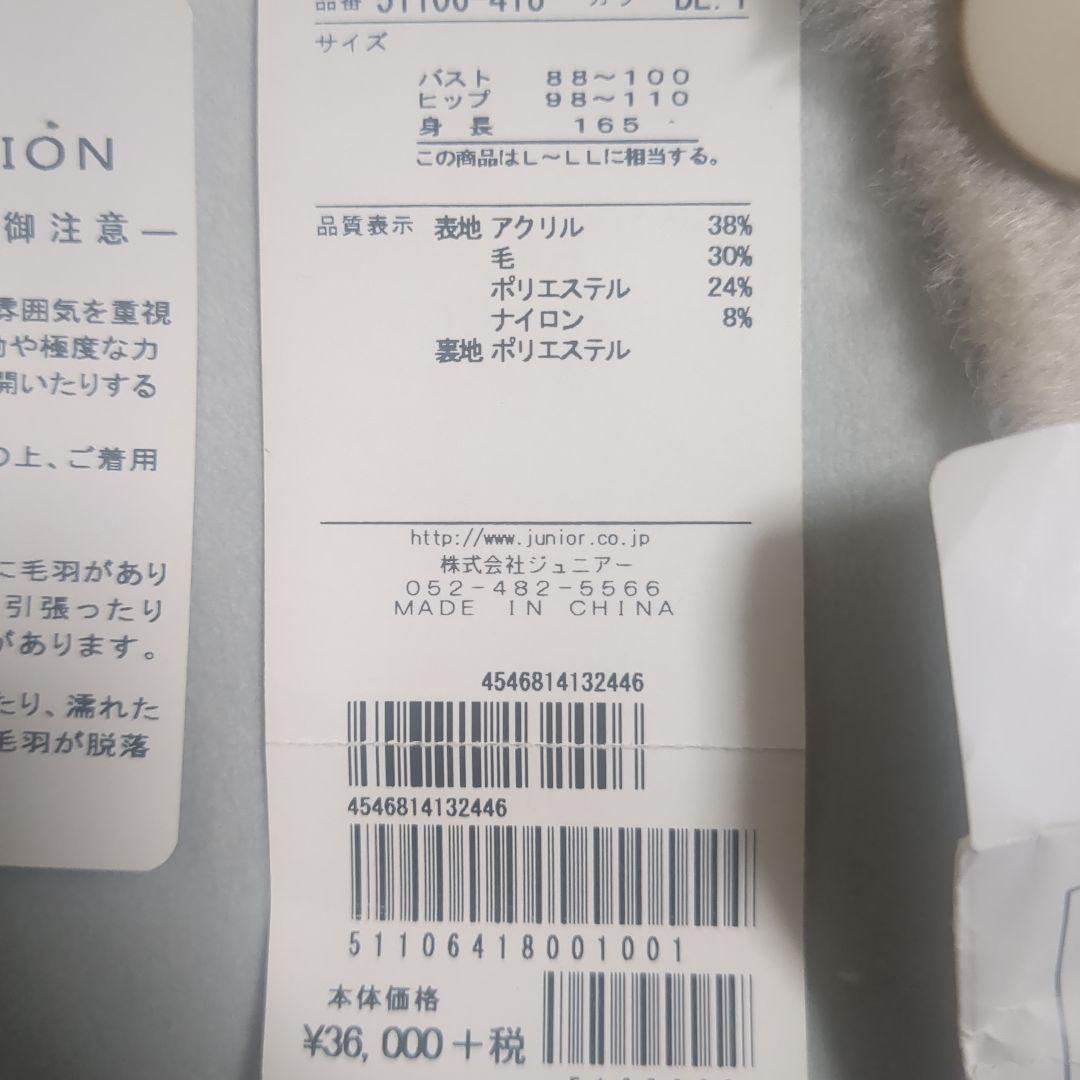 ION
御注意―
雰囲気を重視
や極度な力
開いたりする
の上、ご着用
に毛羽があり
引張ったり
があります。
たり、濡れた
毛羽が脱落
品番 51106-418
サイズ
バスト 88～100
ヒップ 98～110
身長 165
この商品はL～LLに相当する。
品質表示 表地 アクリル 38%
毛 30%
ポリエステル 24%
ナイロン 8%
裏地 ポリエステル
http://www.junior.co.jp
株式会社ジュニアー
052-482-5566
MADE IN CHINA
4546814132446
4546814132446
51106418001001
本体価格
¥36,000+税